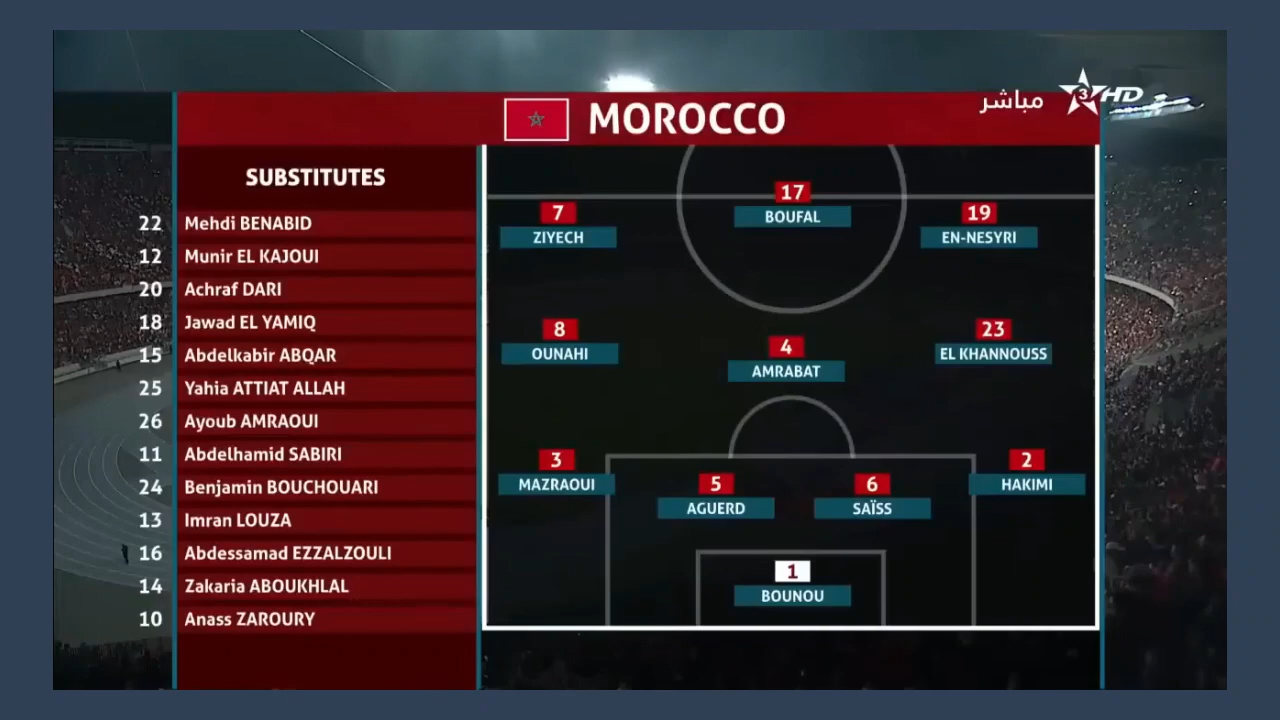 مباشر
3 HD
MOROCCO
SUBSTITUTES
22 Mehdi BENABID
12 Munir EL KAJOUI
20 Achraf DARI
18 Jawad EL YAMIQ
15 Abdelkabir ABQAR
25 Yahia ATTIAT ALLAH
26 Ayoub AMRAOUI
11 Abdelhamid SABIRI
24 Benjamin BOUCHOUARI
13 Imran LOUZA
16 Abdessamad EZZALZOULI
14 Zakaria ABOUKHLAL
10 Anass ZAROURY
17
BOUFAL
7
ZIYECH
19
EN-NESYRI
8
OUNAHI
4
AMRABAT
23
EL KHANNOUSS
3
MAZRAOUI
5
AGUERD
6
SAÏSS
2
HAKIMI
1
BOUNOU